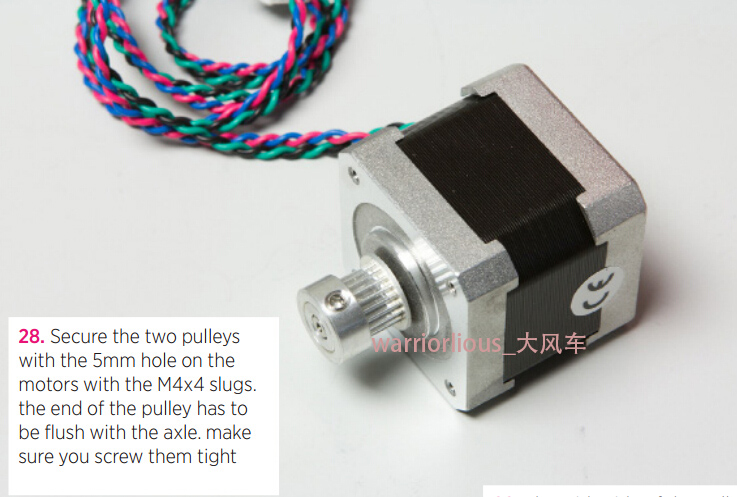 28. Secure the two pulleys
with the 5mm hole on the
motors with the M4x4 slugs.
the end of the pulley has to
be flush with the axle. make
sure you screw them tight
warriorlious_大风车
CE